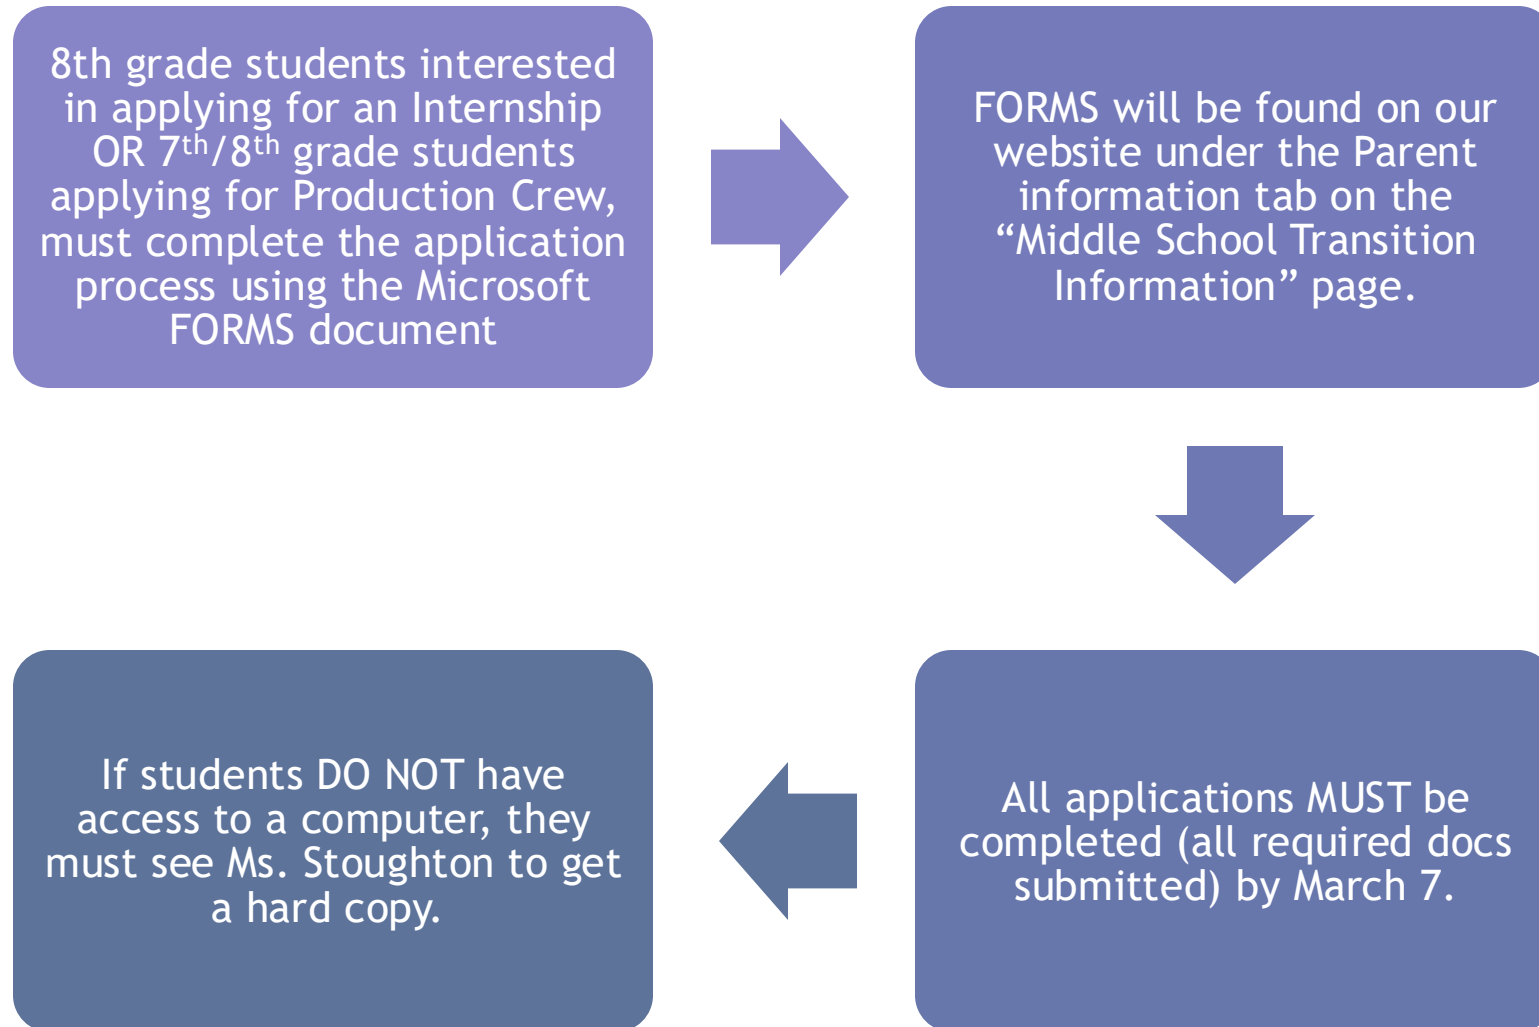 8th grade students interested
in applying for an Internship
OR 7th/8th grade students
applying for Production Crew,
must complete the application
process using the Microsoft
FORMS document
FORMS will be found on our
website under the Parent
information tab on the
“Middle School Transition
Information” page.
All applications MUST be
completed (all required docs
submitted) by March 7.
If students DO NOT have
access to a computer, they
must see Ms. Stoughton to get
a hard copy.